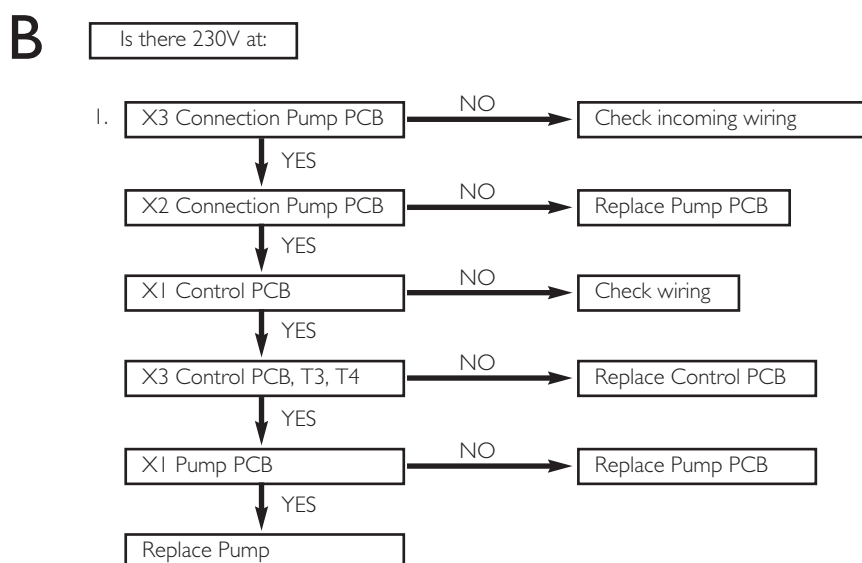 B
Is there 230V at:
1. X3 Connection Pump PCB NO Check incoming wiring
YES
X2 Connection Pump PCB NO Replace Pump PCB
YES
X1 Control PCB NO Check wiring
YES
X3 Control PCB, T3, T4 NO Replace Control PCB
YES
X1 Pump PCB NO Replace Pump PCB
YES
Replace Pump